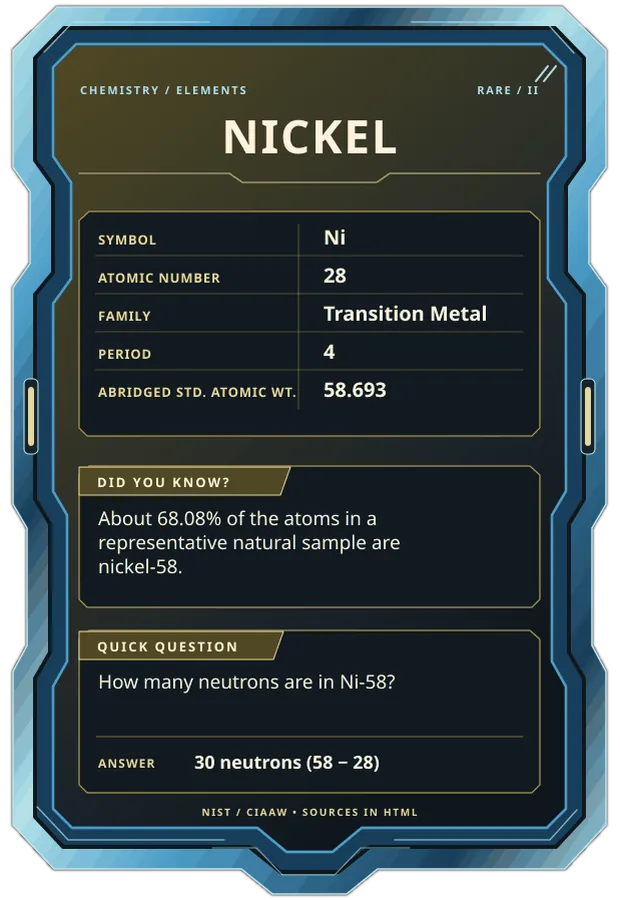 CHEMISTRY / ELEMENTS
RARE / II
NICKEL
SYMBOL Ni
ATOMIC NUMBER 28
FAMILY Transition Metal
PERIOD 4
ABRIDGED STD. ATOMIC WT. 58.693
DID YOU KNOW?
About 68.08% of the atoms in a
representative natural sample are
nickel-58.
QUICK QUESTION
How many neutrons are in Ni-58?
ANSWER 30 neutrons (58 − 28)
NIST / CIAAW • SOURCES IN HTML